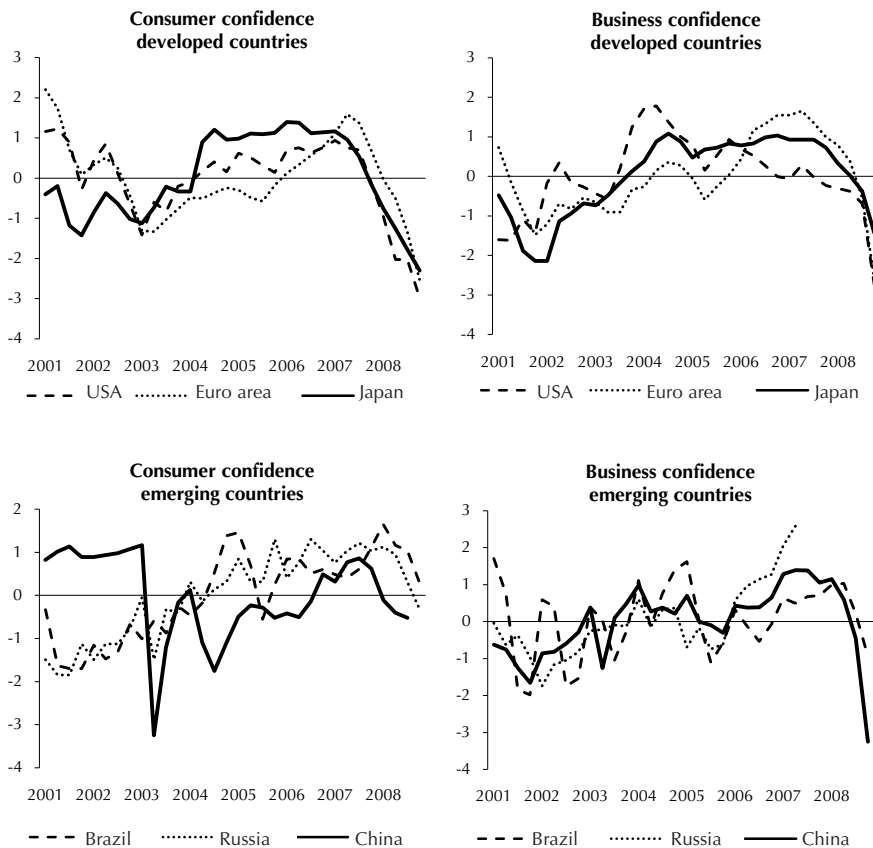 Consumer confidence
developed countries
3
2
1
0
-1
-2
-3
-4
2001 2002 2003 2004 2005 2006 2007 2008
USA Euro area Japan
Business confidence
developed countries
3
2
1
0
-1
-2
-3
-4
2001 2002 2003 2004 2005 2006 2007 2008
USA Euro area Japan
Consumer confidence
emerging countries
2
1
0
-1
-2
-3
-4
2001 2002 2003 2004 2005 2006 2007 2008
Brazil Russia China
Business confidence
emerging countries
3
2
1
0
-1
-2
-3
-4
2001 2002 2003 2004 2005 2006 2007 2008
Brazil Russia China